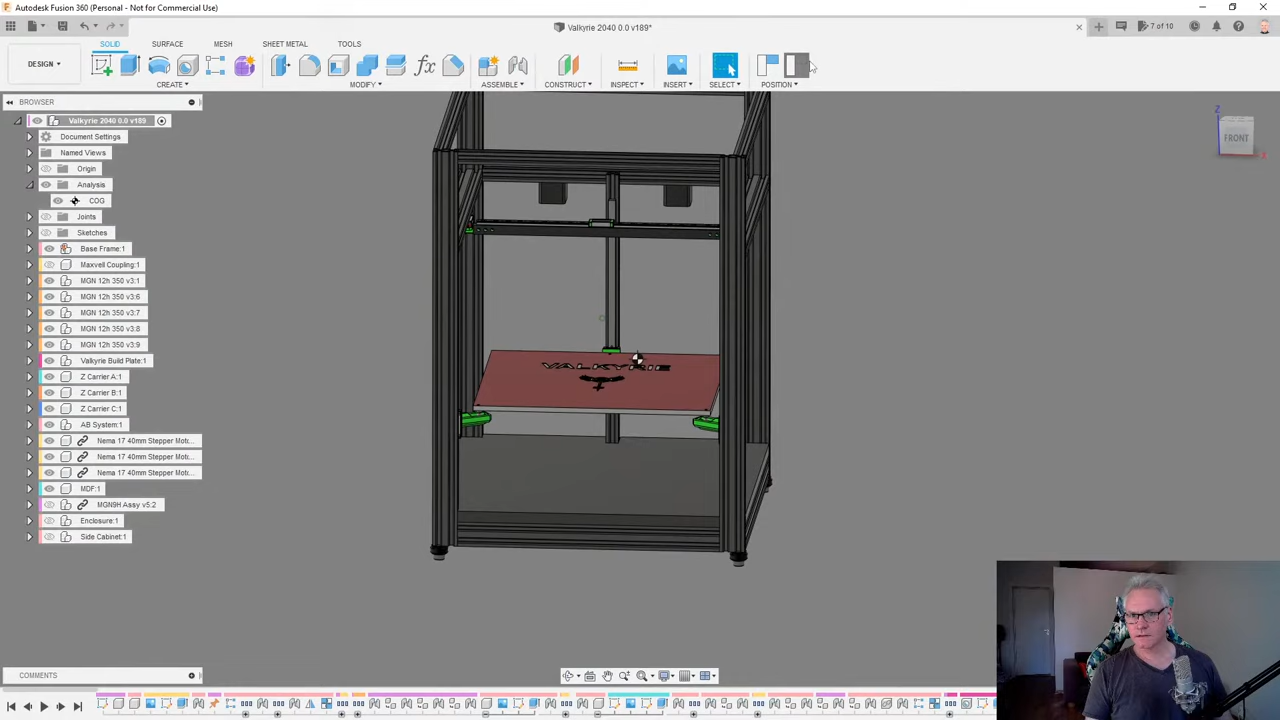 Autodesk Fusion 360 (Personal - Not for Commercial Use)
Valkyrie 2040 0.0 v189*
7 of 10
DESIGN
SOLID
SURFACE
MESH
SHEET METAL
TOOLS
CREATE
MODIFY
ASSEMBLE
CONSTRUCT
INSPECT
INSERT
SELECT
POSITION
BROWSER
Valkyrie 2040 0.0 v189
Document Settings
Named Views
Origin
Analysis
COG
Joints
Sketches
Base Frame:1
Maxwell Coupling:1
MGN 12h 350 v3:1
MGN 12h 350 v3:6
MGN 12h 350 v3:7
MGN 12h 350 v3:8
MGN 12h 350 v3:9
Valkyrie Build Plate:1
Z Carrier A:1
Z Carrier B:1
Z Carrier C:1
AB System:1
Nema 17 40mm Stepper Moto...
Nema 17 40mm Stepper Moto...
Nema 17 40mm Stepper Moto...
MDF:1
MGN9H Assy v5:2
Enclosure:1
Side Cabinet:1
Z
FRONT
X
VALKYRIE
COMMENTS